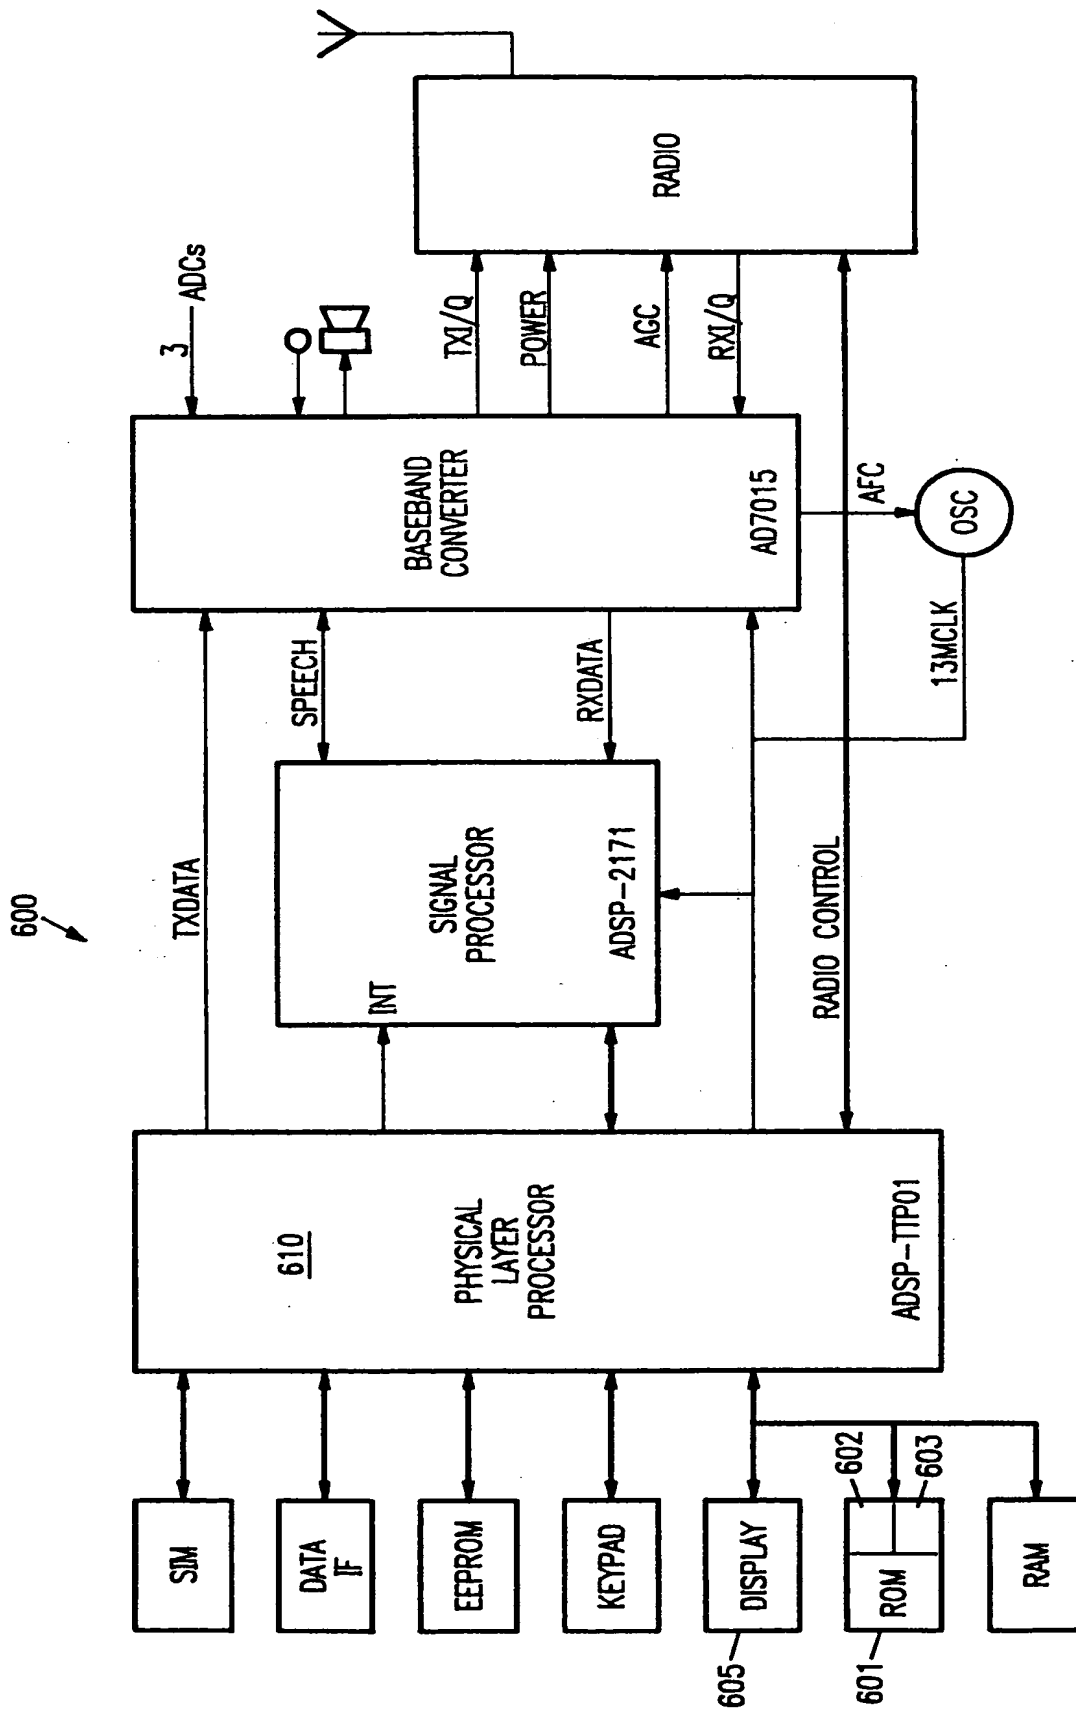 600
SIM
DATA
IF
EEPROM
KEYPAD
DISPLAY
605
ROM
601
602
603
RAM
610
PHYSICAL
LAYER
PROCESSOR
ADSP-TTP01
TXDATA
INT
SIGNAL
PROCESSOR
ADSP-2171
SPEECH
RXDATA
RADIO CONTROL
13MCLK
BASEBAND
CONVERTER
AD7015
AFC
OSC
3
ADCs
TXI/Q
POWER
AGC
RXI/Q
RADIO